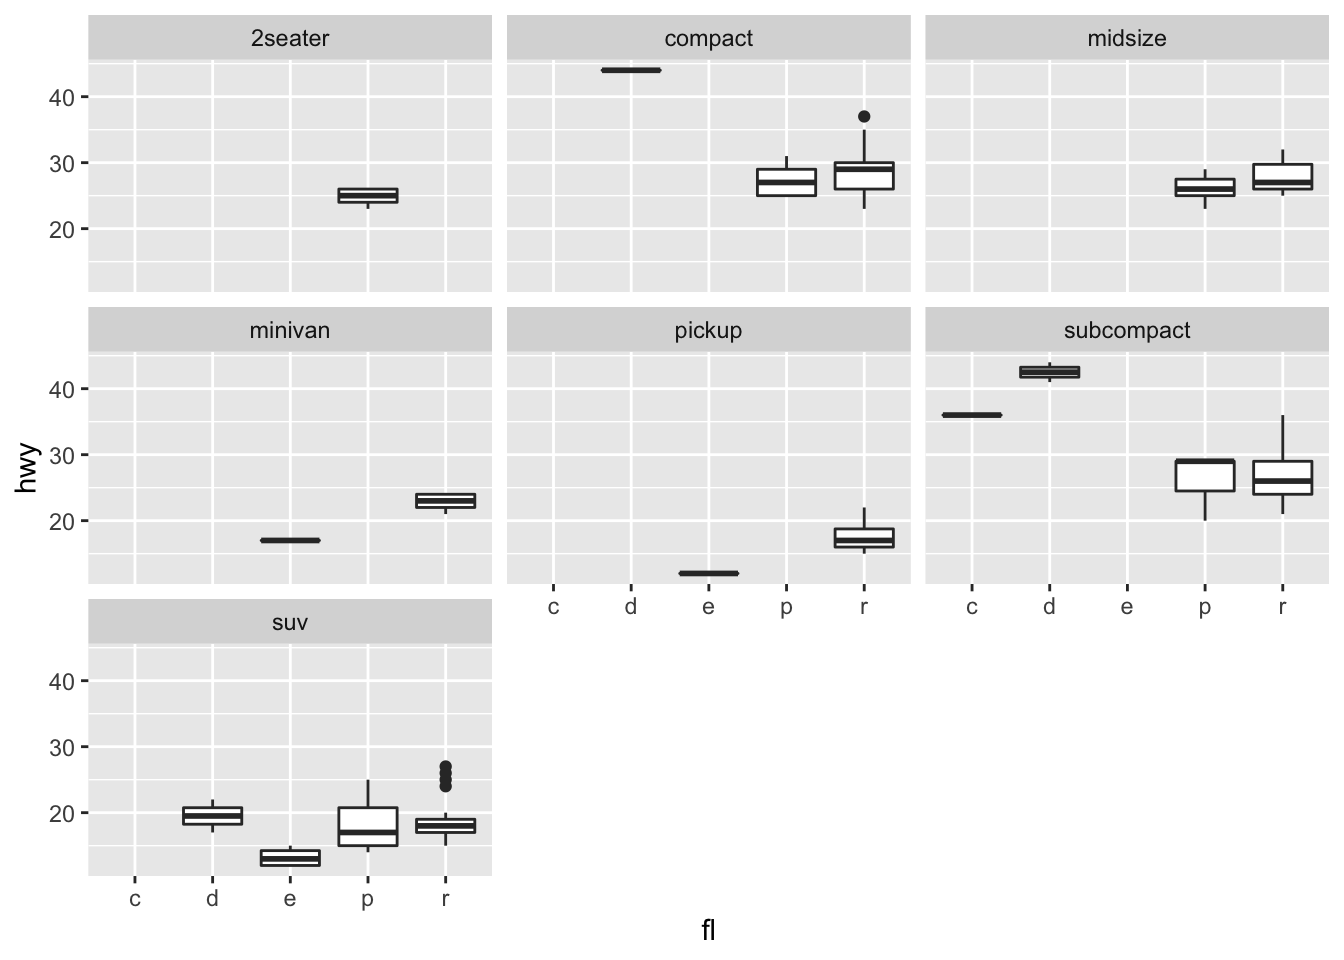 2seater compact midsize
40
30
20
minivan pickup subcompact
40
30
20
hwy
c d e p r c d e p r
suv
40
30
20
c d e p r
fl